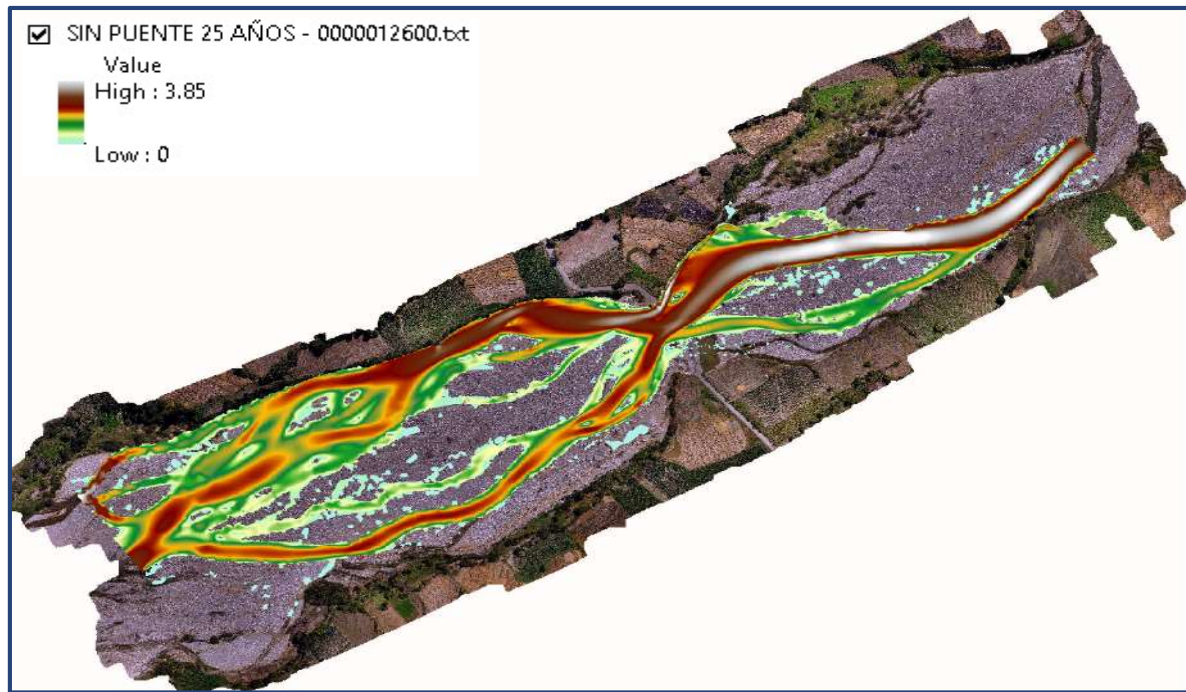 SIN PUENTE 25 AÑOS - 0000012600.txt
Value
High : 3.85
Low : 0